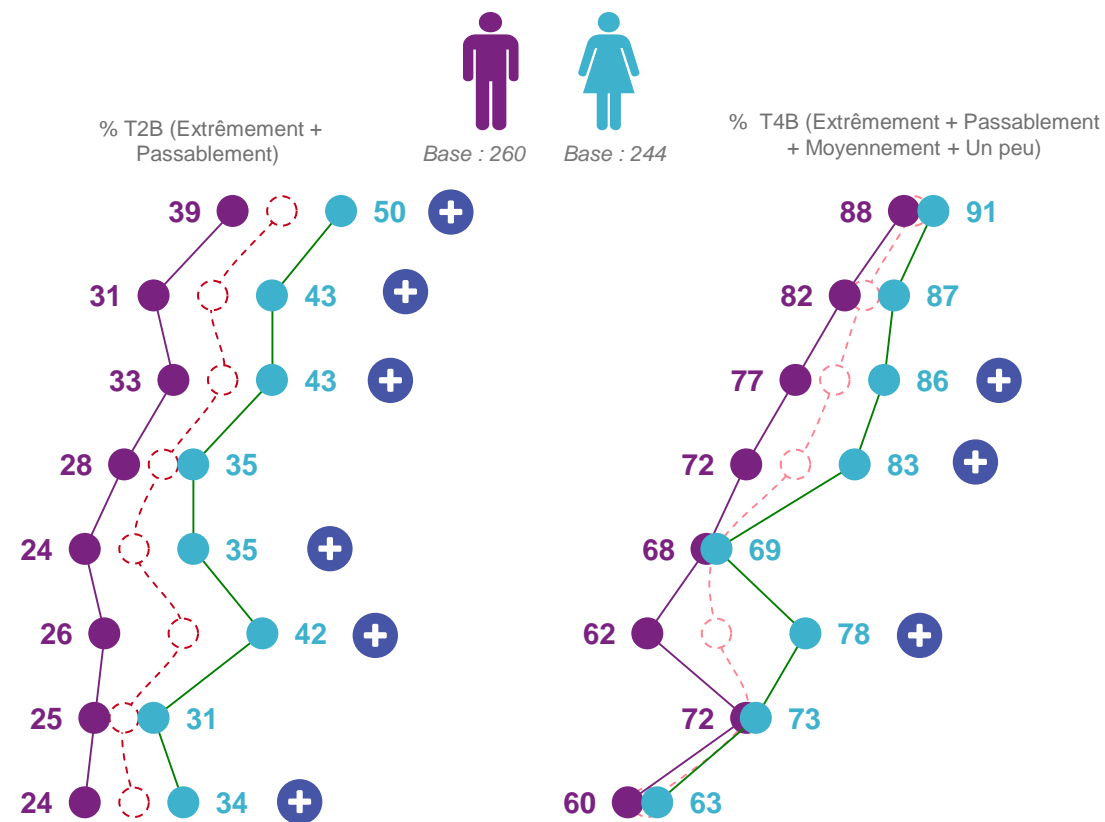 % T2B (Extrêmement +
Passablement)
Base : 260
Base : 244
% T4B (Extrêmement + Passablement
+ Moyennement + Un peu)
39 50 88 91
31 43 82 87
33 43 77 86
28 35 72 83
24 35 68 69
26 42 62 78
25 31 72 73
24 34 60 63